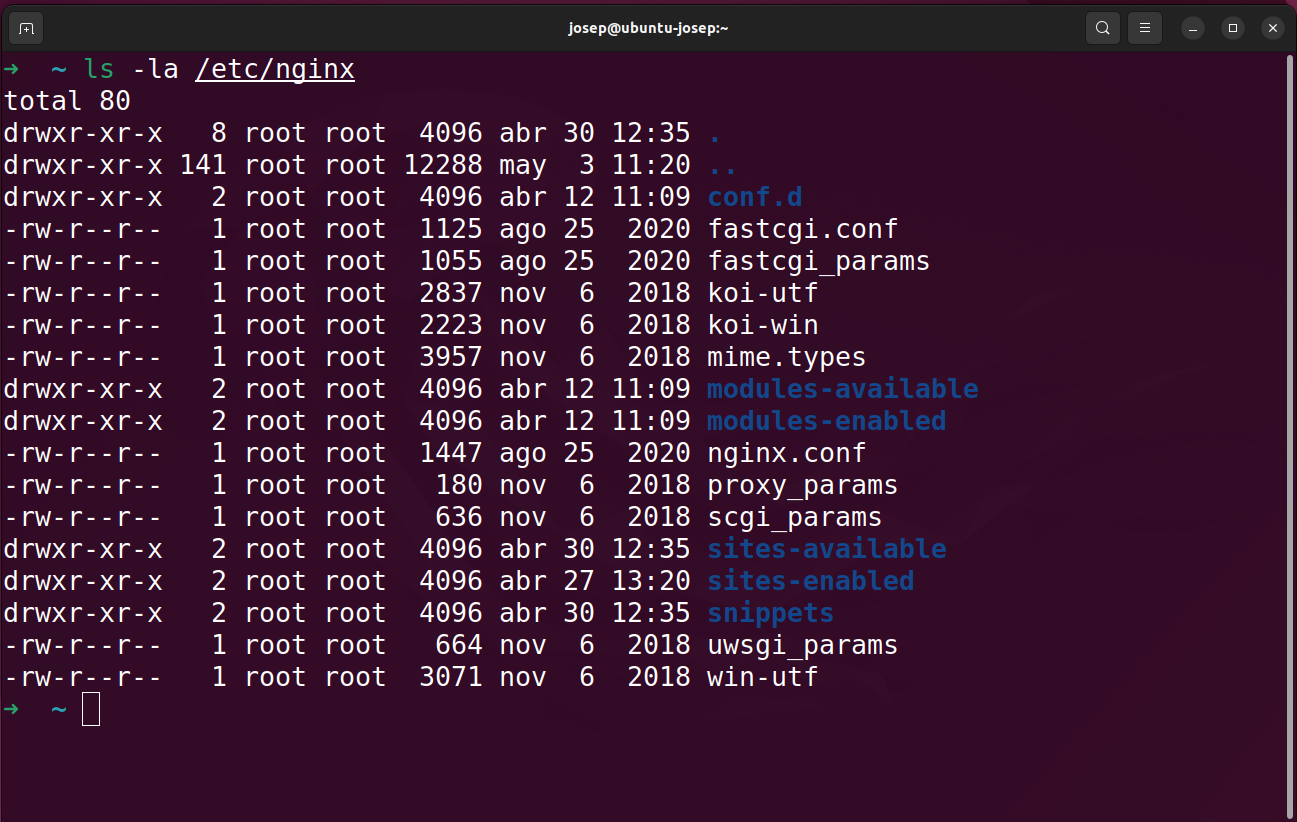 josep@ubuntu-josep:~
➜  ~ ls -la /etc/nginx
total 80
drwxr-xr-x   8 root root  4096 abr 30 12:35 .
drwxr-xr-x 141 root root 12288 may  3 11:20 ..
drwxr-xr-x   2 root root  4096 abr 12 11:09 conf.d
-rw-r--r--   1 root root  1125 ago 25  2020 fastcgi.conf
-rw-r--r--   1 root root  1055 ago 25  2020 fastcgi_params
-rw-r--r--   1 root root  2837 nov  6  2018 koi-utf
-rw-r--r--   1 root root  2223 nov  6  2018 koi-win
-rw-r--r--   1 root root  3957 nov  6  2018 mime.types
drwxr-xr-x   2 root root  4096 abr 12 11:09 modules-available
drwxr-xr-x   2 root root  4096 abr 12 11:09 modules-enabled
-rw-r--r--   1 root root  1447 ago 25  2020 nginx.conf
-rw-r--r--   1 root root   180 nov  6  2018 proxy_params
-rw-r--r--   1 root root   636 nov  6  2018 scgi_params
drwxr-xr-x   2 root root  4096 abr 30 12:35 sites-available
drwxr-xr-x   2 root root  4096 abr 27 13:20 sites-enabled
drwxr-xr-x   2 root root  4096 abr 30 12:35 snippets
-rw-r--r--   1 root root   664 nov  6  2018 uwsgi_params
-rw-r--r--   1 root root  3071 nov  6  2018 win-utf
➜  ~